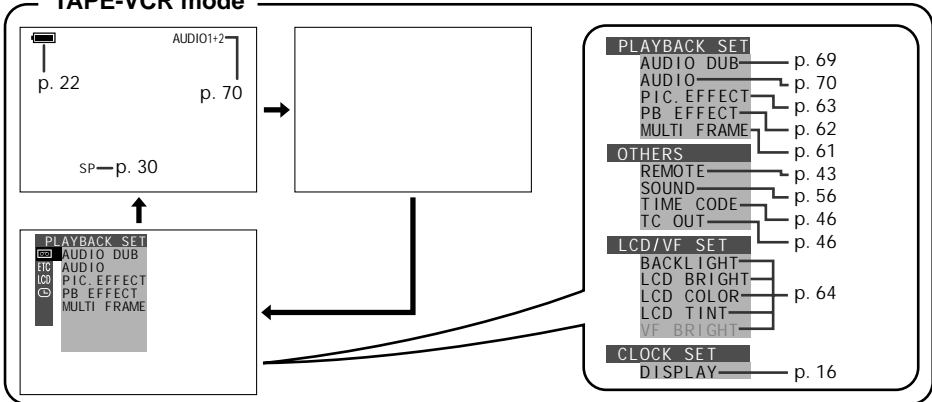 TAPE-VCR mode
AUDIO1+2
p. 22
p. 70
SP p. 30
PLAYBACK SET
AUDIO DUB
AUDIO
PIC.EFFECT
PB EFFECT
MULTI FRAME
ETC
LCD
PLAYBACK SET
AUDIO DUB p. 69
AUDIO p. 70
PIC.EFFECT p. 63
PB EFFECT p. 62
MULTI FRAME p. 61
OTHERS
REMOTE p. 43
SOUND p. 56
TIME CODE p. 46
TC OUT p. 46
LCD/VF SET
BACKLIGHT
LCD BRIGHT
LCD COLOR p. 64
LCD TINT
VF BRIGHT
CLOCK SET
DISPLAY p. 16